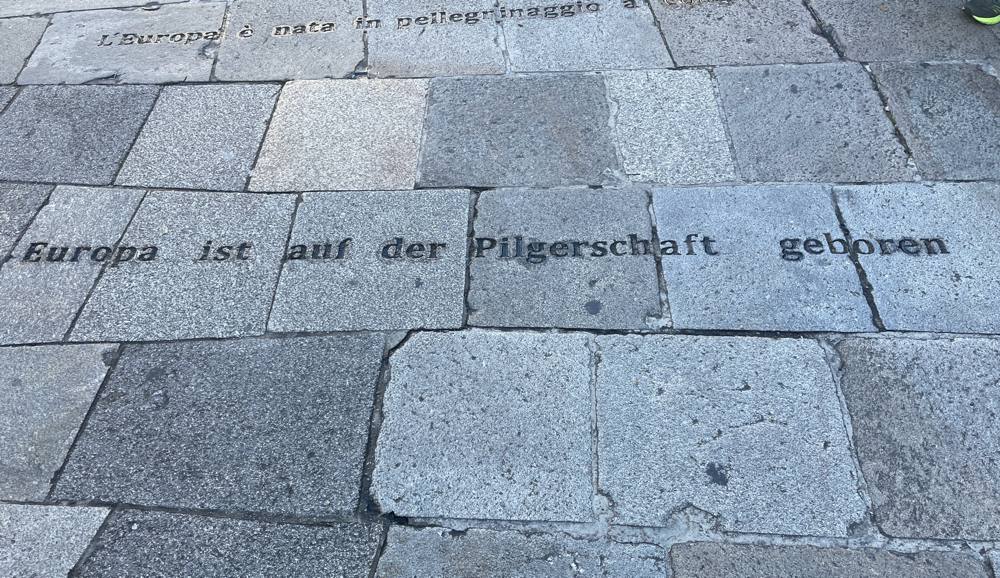 L'Europa è nata in pellegrinaggio a
Europa ist auf der Pilgerschaft geboren